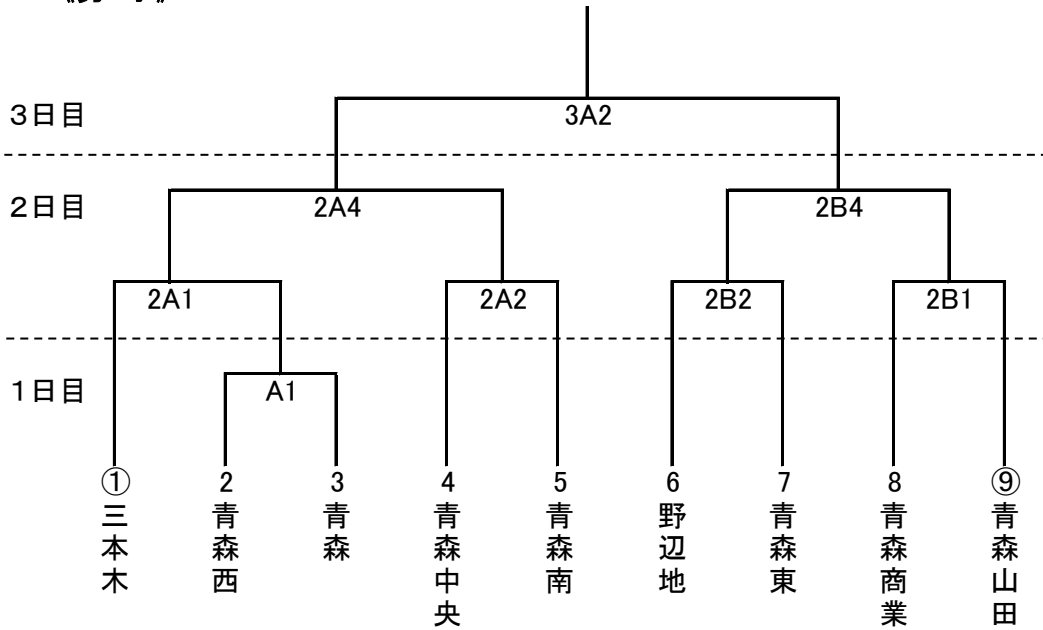 3日目
3A2
2日目
2A4
2B4
2A1
2A2
2B2
2B1
1日目
A1
①三本木
2青森西
3青森
4青森中央
5青森南
6野辺地
7青森東
8青森商業
⑨青森山田